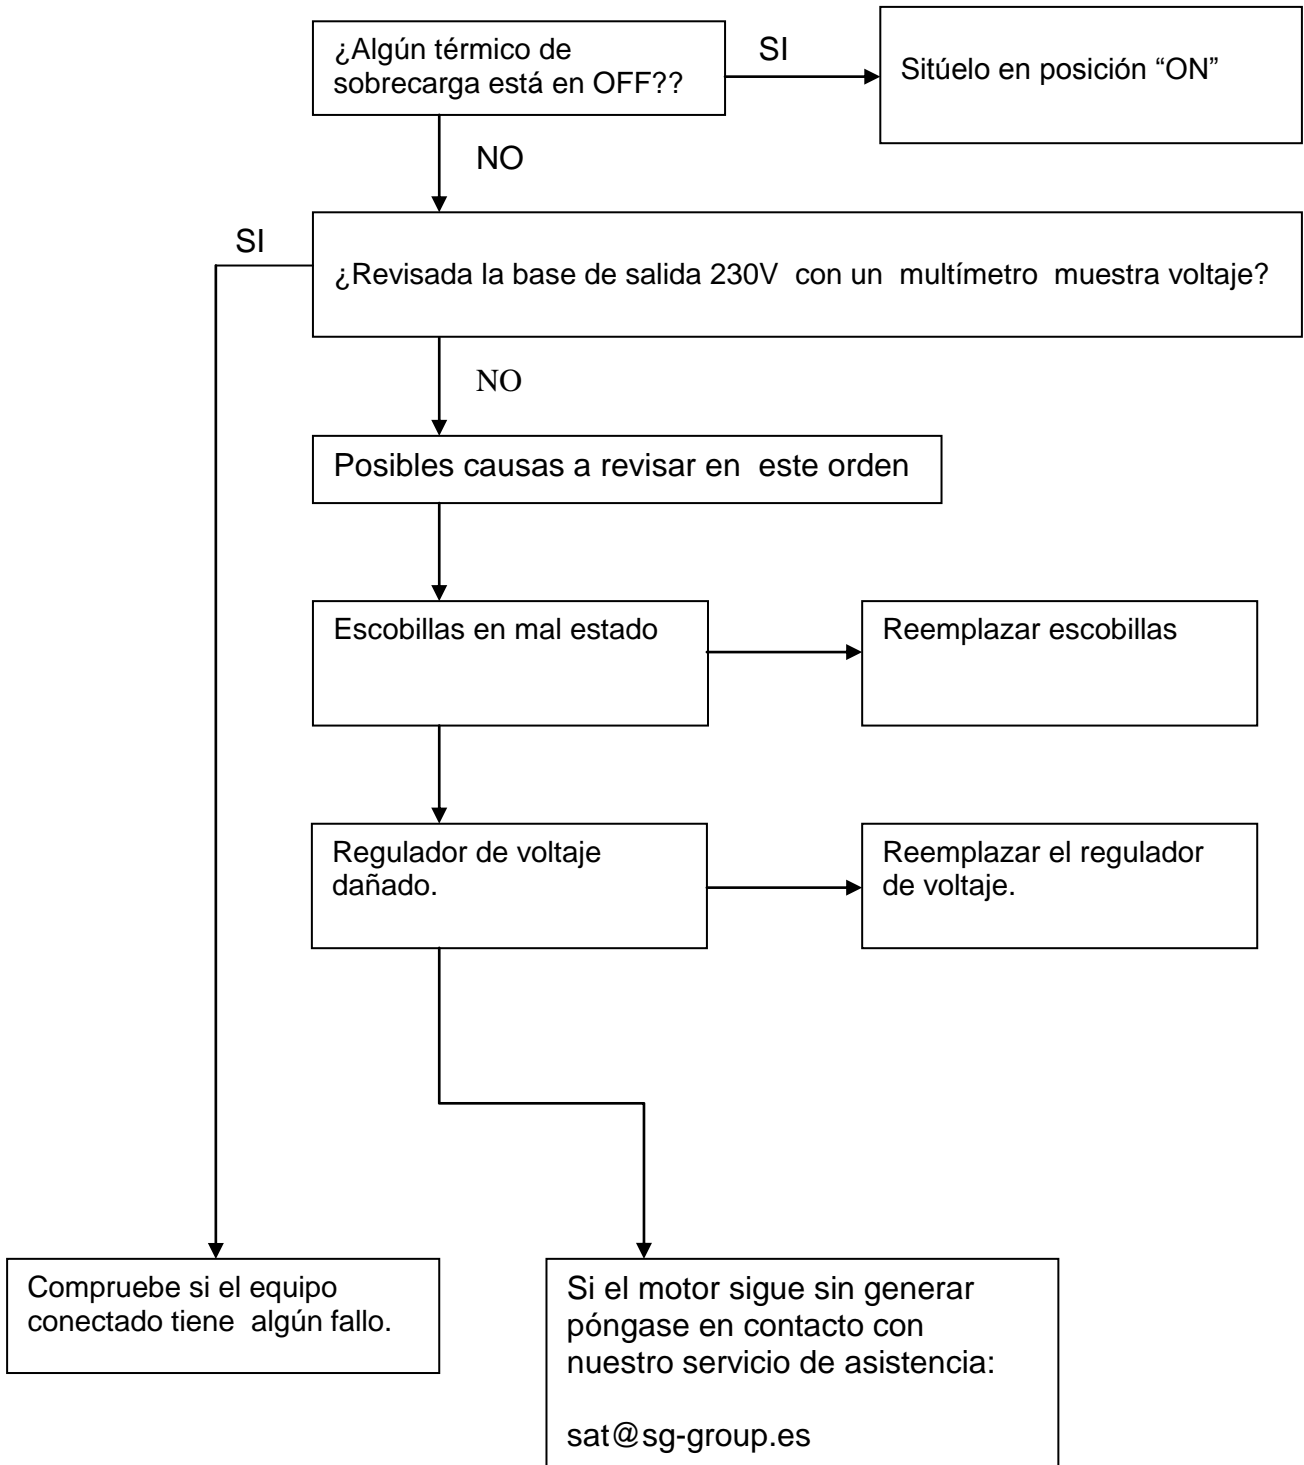 ¿Algún térmico de
sobrecarga está en OFF??
SI
Sitúelo en posición “ON”
NO
SI
¿Revisada la base de salida 230V con un multímetro muestra voltaje?
NO
Posibles causas a revisar en este orden
Escobillas en mal estado
Reemplazar escobillas
Regulador de voltaje
dañado.
Reemplazar el regulador
de voltaje.
Compruebe si el equipo
conectado tiene algún fallo.
Si el motor sigue sin generar
póngase en contacto con
nuestro servicio de asistencia:
sat@sg-group.es